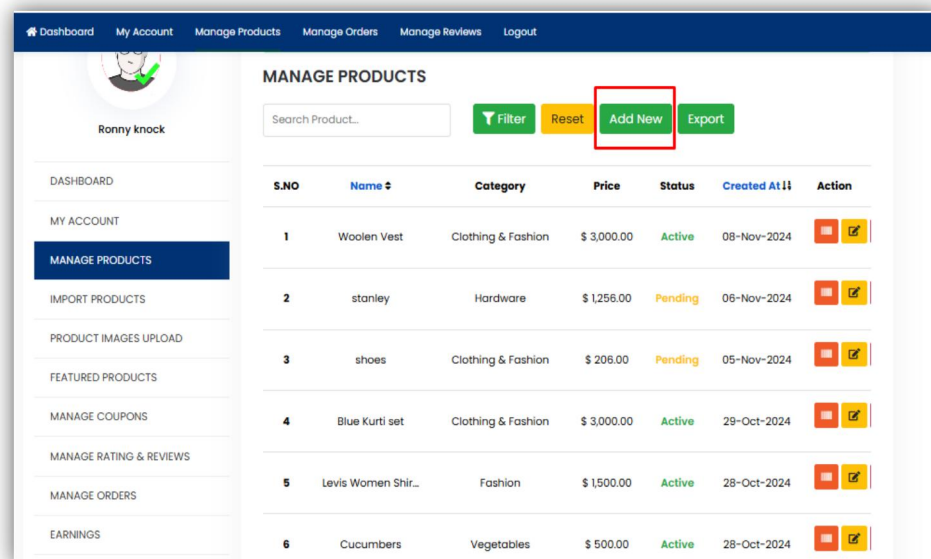 Dashboard My Account Manage Products Manage Orders Manage Reviews Logout
Ronny knock
DASHBOARD
MY ACCOUNT
MANAGE PRODUCTS
IMPORT PRODUCTS
PRODUCT IMAGES UPLOAD
FEATURED PRODUCTS
MANAGE COUPONS
MANAGE RATING & REVIEWS
MANAGE ORDERS
EARNINGS
MANAGE PRODUCTS
Search Product... Filter Reset Add New Export
S.NO Name Category Price Status Created At Action
1 Woolen Vest Clothing & Fashion $ 3,000.00 Active 08-Nov-2024
2 stanley Hardware $ 1,256.00 Pending 06-Nov-2024
3 shoes Clothing & Fashion $ 206.00 Pending 05-Nov-2024
4 Blue Kurti set Clothing & Fashion $ 3,000.00 Active 29-Oct-2024
5 Levis Women Shir... Fashion $ 1,500.00 Active 28-Oct-2024
6 Cucumbers Vegetables $ 500.00 Active 28-Oct-2024